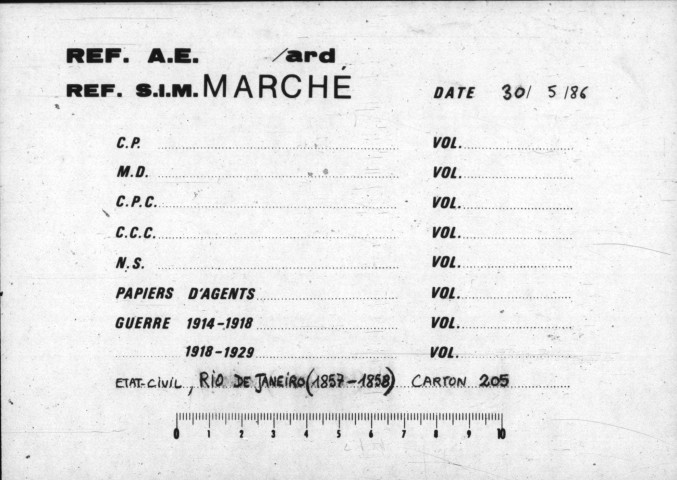 REF. A.E. /ard
REF. S.I.M. MARCHÉ DATE 30/ 5 /86
C.P. VOL.
M.D. VOL.
C.P.C. VOL.
C.C.C. VOL.
N.S. VOL.
PAPIERS D'AGENTS VOL.
GUERRE 1914-1918 VOL.
1918-1929 VOL.
ETAT-CIVIL, RIO DE JANEIRO (1857-1858) CARTON 205
0 1 2 3 4 5 6 7 8 9 10